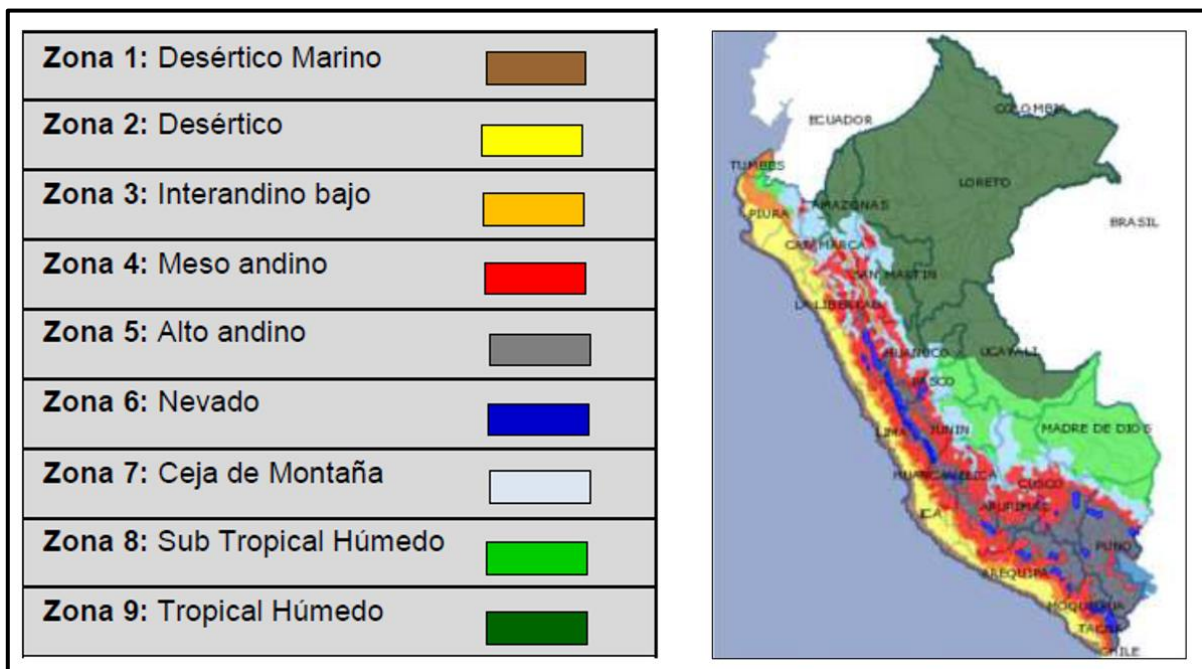 Zona 1: Desértico Marino
Zona 2: Desértico
Zona 3: Interandino bajo
Zona 4: Meso andino
Zona 5: Alto andino
Zona 6: Nevado
Zona 7: Ceja de Montaña
Zona 8: Sub Tropical Húmedo
Zona 9: Tropical Húmedo
COLOMBIA
ECUADOR
TUMBES
LORETO
AMAZONAS
PIURA
BRASIL
CAJAMARCA
SAN MARTIN
LA LIBERTAD
HUANUCO
UCAYALI
PASCO
LIMA
JUNIN
MADRE DE DIOS
HUANCAVELICA
CUSCO
ICA
APURIMAC
PUNO
AREQUIPA
MOQUEGUA
TACNA
CHILE